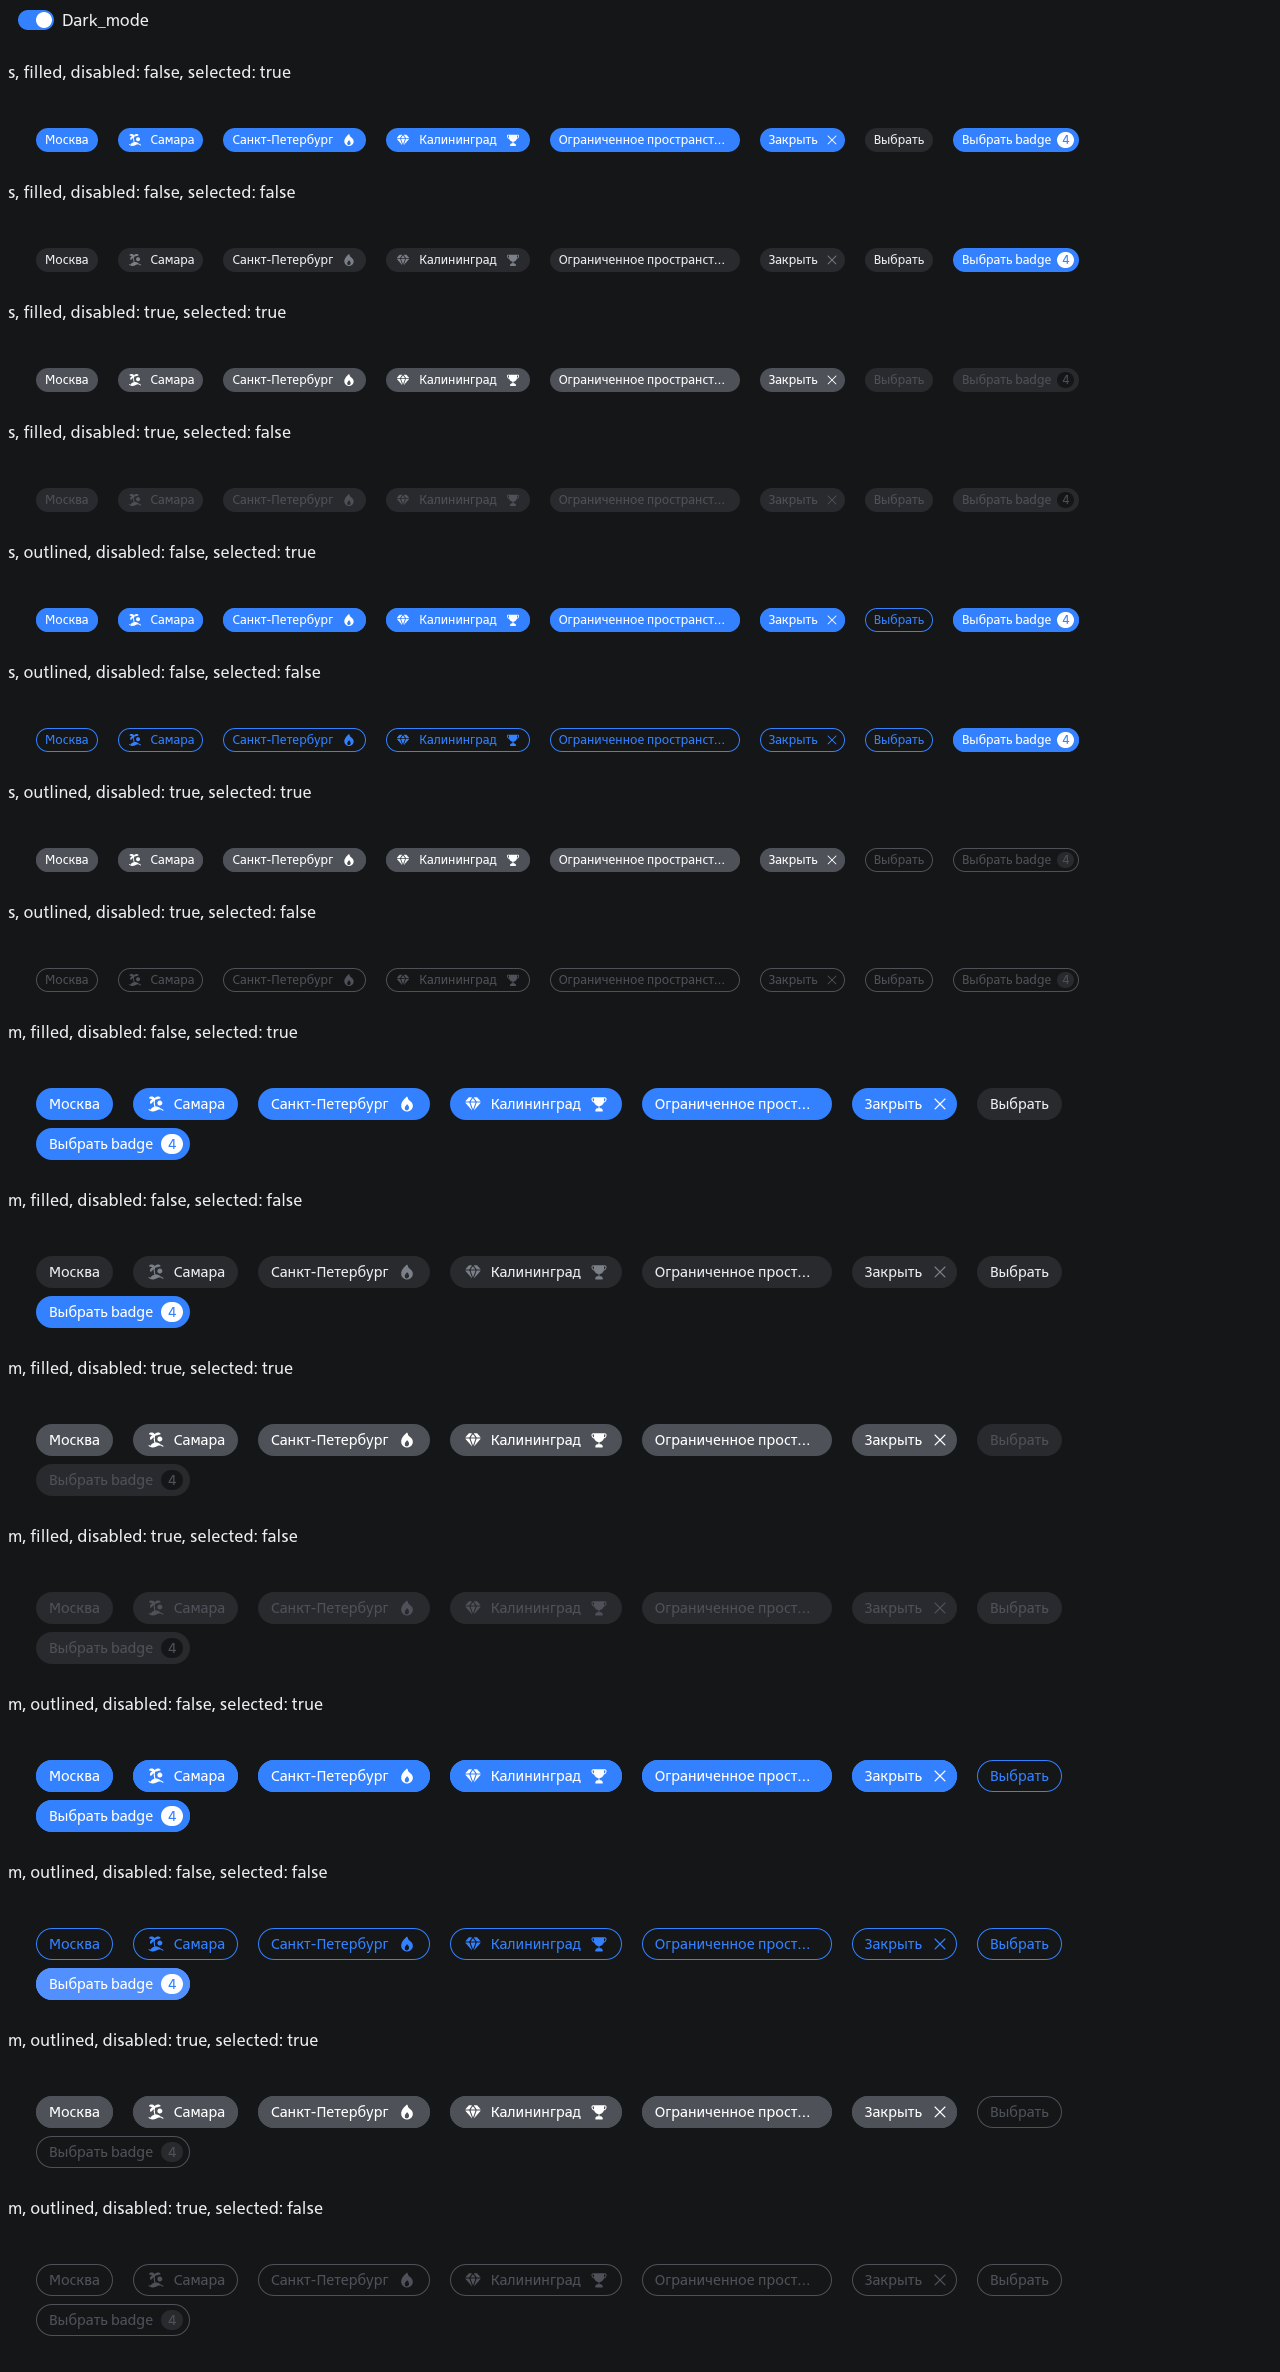 Dark_mode
s, filled, disabled: false, selected: true
Москва Самара Санкт-Петербург Калининград Ограниченное пространст... Закрыть Выбрать Выбрать badge 4
s, filled, disabled: false, selected: false
Москва Самара Санкт-Петербург Калининград Ограниченное пространст... Закрыть Выбрать Выбрать badge 4
s, filled, disabled: true, selected: true
Москва Самара Санкт-Петербург Калининград Ограниченное пространст... Закрыть Выбрать Выбрать badge 4
s, filled, disabled: true, selected: false
Москва Самара Санкт-Петербург Калининград Ограниченное пространст... Закрыть Выбрать Выбрать badge 4
s, outlined, disabled: false, selected: true
Москва Самара Санкт-Петербург Калининград Ограниченное пространст... Закрыть Выбрать Выбрать badge 4
s, outlined, disabled: false, selected: false
Москва Самара Санкт-Петербург Калининград Ограниченное пространст... Закрыть Выбрать Выбрать badge 4
s, outlined, disabled: true, selected: true
Москва Самара Санкт-Петербург Калининград Ограниченное пространст... Закрыть Выбрать Выбрать badge 4
s, outlined, disabled: true, selected: false
Москва Самара Санкт-Петербург Калининград Ограниченное пространст... Закрыть Выбрать Выбрать badge 4
m, filled, disabled: false, selected: true
Москва Самара Санкт-Петербург Калининград Ограниченное прост... Закрыть Выбрать
Выбрать badge 4
m, filled, disabled: false, selected: false
Москва Самара Санкт-Петербург Калининград Ограниченное прост... Закрыть Выбрать
Выбрать badge 4
m, filled, disabled: true, selected: true
Москва Самара Санкт-Петербург Калининград Ограниченное прост... Закрыть Выбрать
Выбрать badge 4
m, filled, disabled: true, selected: false
Москва Самара Санкт-Петербург Калининград Ограниченное прост... Закрыть Выбрать
Выбрать badge 4
m, outlined, disabled: false, selected: true
Москва Самара Санкт-Петербург Калининград Ограниченное прост... Закрыть Выбрать
Выбрать badge 4
m, outlined, disabled: false, selected: false
Москва Самара Санкт-Петербург Калининград Ограниченное прост... Закрыть Выбрать
Выбрать badge 4
m, outlined, disabled: true, selected: true
Москва Самара Санкт-Петербург Калининград Ограниченное прост... Закрыть Выбрать
Выбрать badge 4
m, outlined, disabled: true, selected: false
Москва Самара Санкт-Петербург Калининград Ограниченное прост... Закрыть Выбрать
Выбрать badge 4